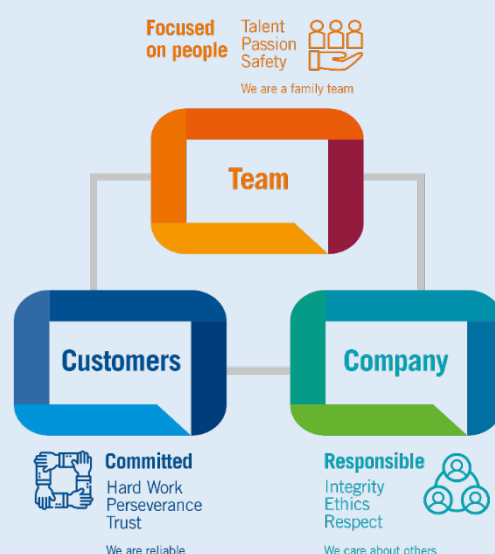 Focused
on people
Talent
Passion
Safety
We are a family team
Team
Customers
Company
Committed
Hard Work
Perseverance
Trust
We are reliable
Responsible
Integrity
Ethics
Respect
We care about others